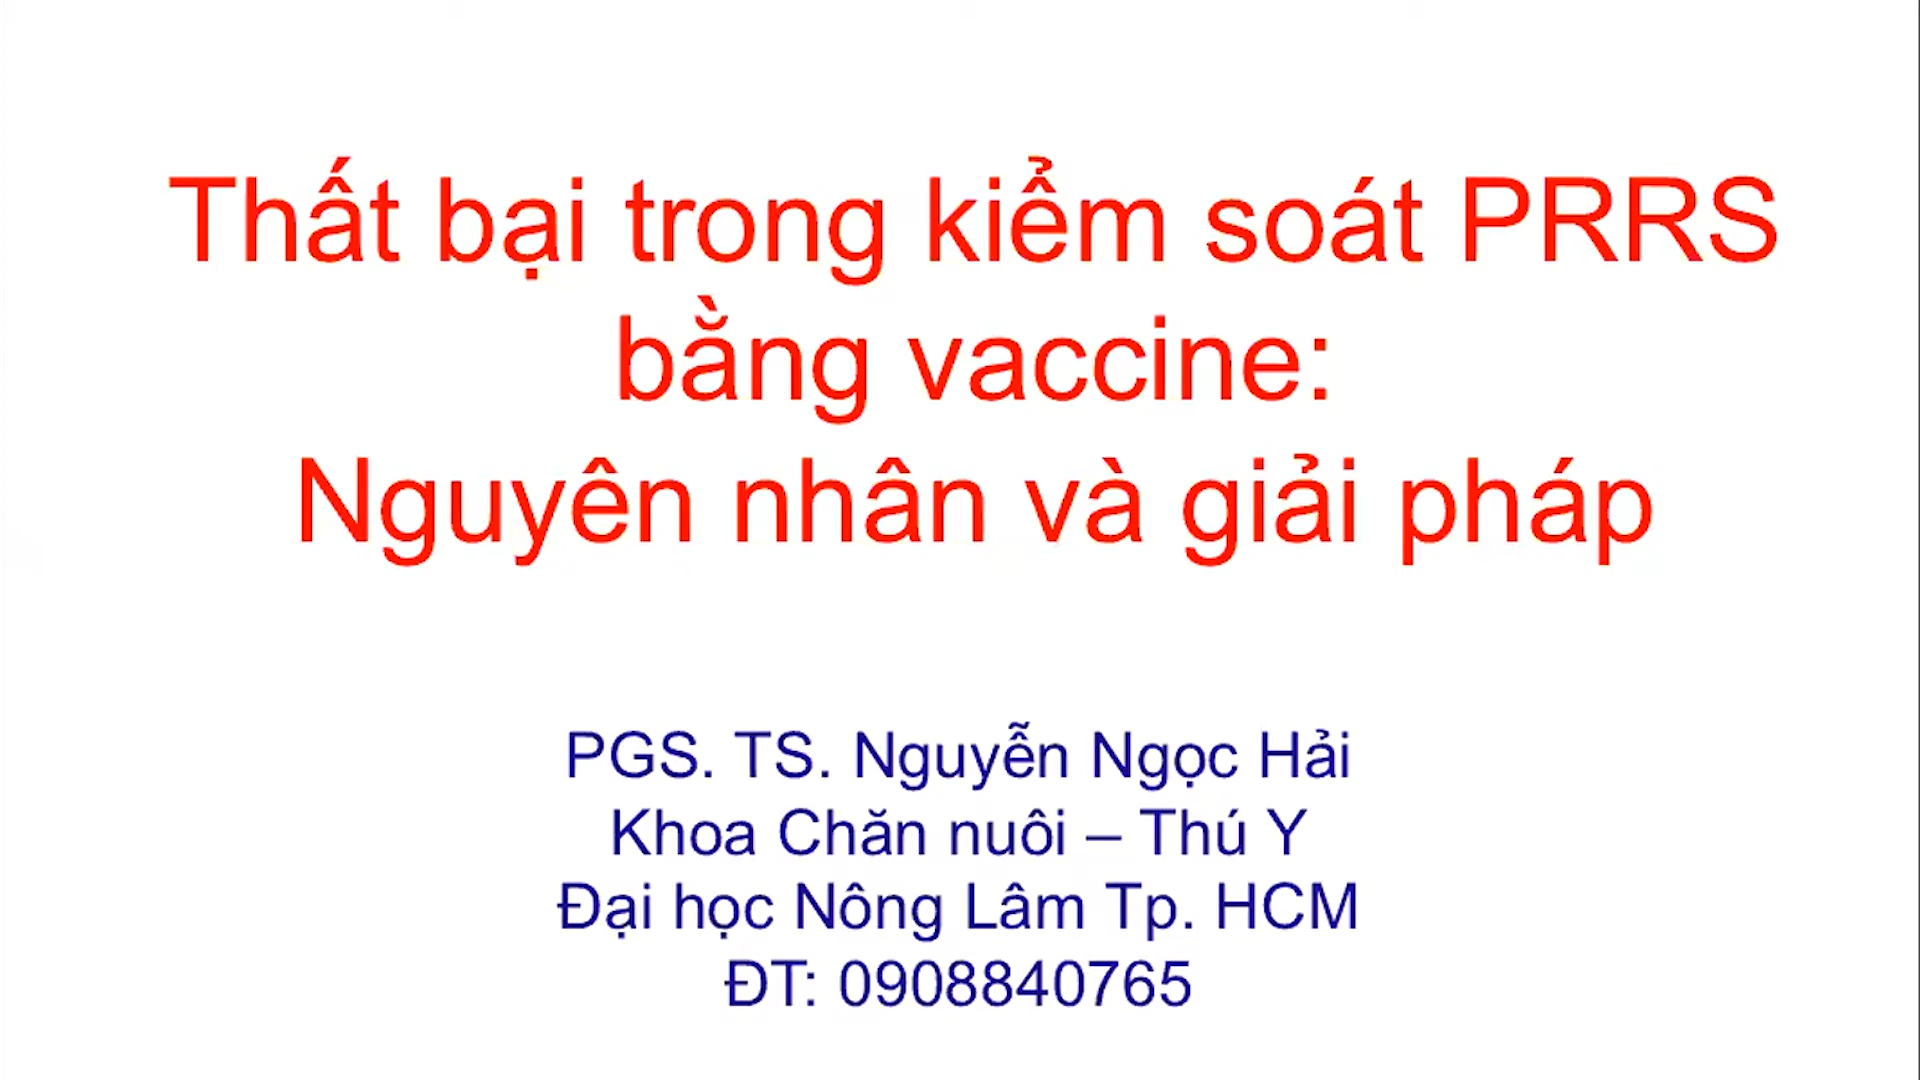 Thất bại trong kiểm soát PRRS
bằng vaccine:
Nguyên nhân và giải pháp
PGS. TS. Nguyễn Ngọc Hải
Khoa Chăn nuôi – Thú Y
Đại học Nông Lâm Tp. HCM
ĐT: 0908840765